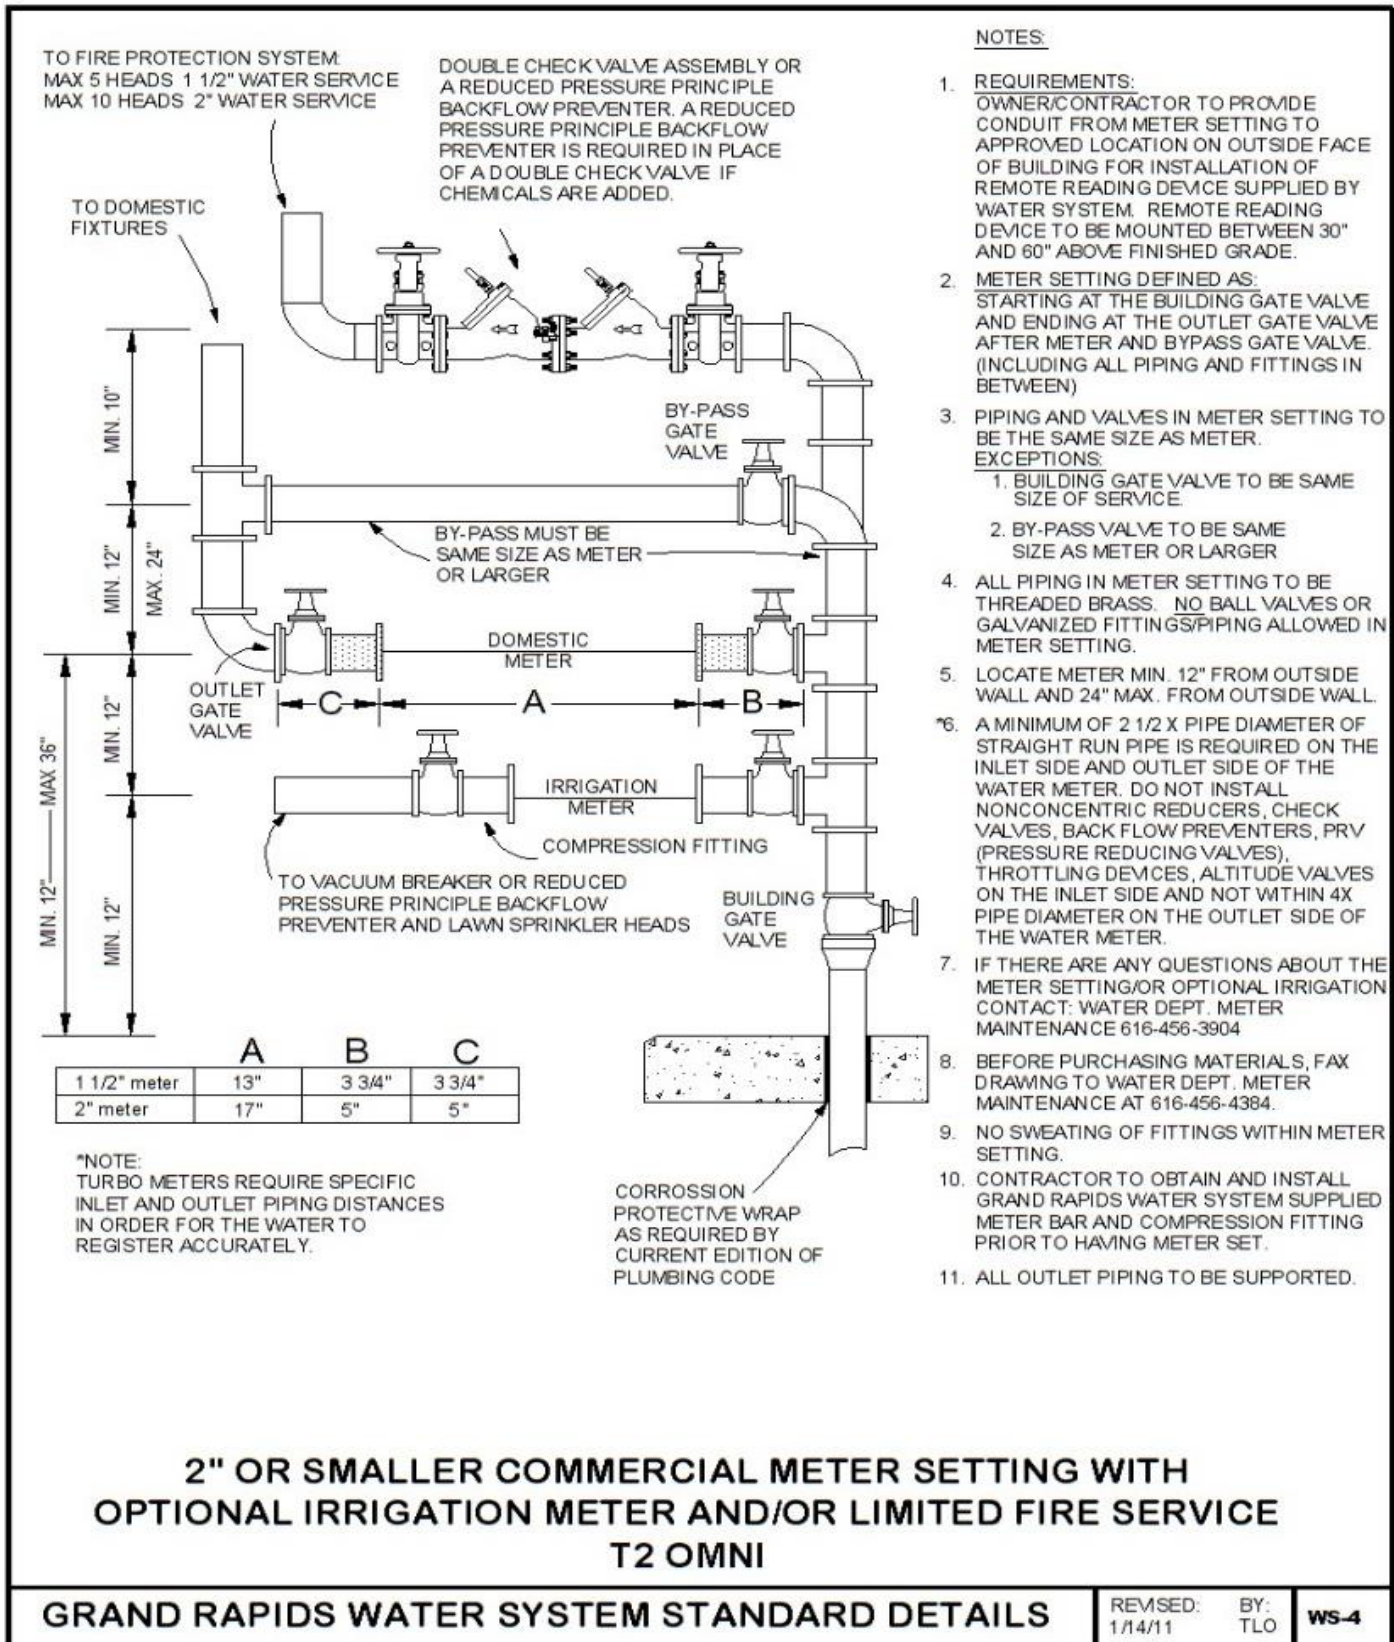 TO FIRE PROTECTION SYSTEM:
MAX 5 HEADS 1 1/2" WATER SERVICE
MAX 10 HEADS 2" WATER SERVICE
DOUBLE CHECK VALVE ASSEMBLY OR
A REDUCED PRESSURE PRINCIPLE
BACKFLOW PREVENTER. A REDUCED
PRESSURE PRINCIPLE BACKFLOW
PREVENTER IS REQUIRED IN PLACE
OF A DOUBLE CHECK VALVE IF
CHEMICALS ARE ADDED.
TO DOMESTIC
FIXTURES
MIN. 10"
BY-PASS
GATE
VALVE
MIN. 12"
MAX. 24"
BY-PASS MUST BE
SAME SIZE AS METER
OR LARGER
DOMESTIC
METER
OUTLET
GATE
VALVE
C
A
B
MIN. 12"
MIN. 12" MAX 36"
IRRIGATION
METER
COMPRESSION FITTING
TO VACUUM BREAKER OR REDUCED
PRESSURE PRINCIPLE BACKFLOW
PREVENTER AND LAWN SPRINKLER HEADS
MIN. 12"
BUILDING
GATE
VALVE
A B C
1 1/2" meter 13" 3 3/4" 3 3/4"
2" meter 17" 5" 5"
*NOTE:
TURBO METERS REQUIRE SPECIFIC
INLET AND OUTLET PIPING DISTANCES
IN ORDER FOR THE WATER TO
REGISTER ACCURATELY.
CORROSSION
PROTECTIVE WRAP
AS REQUIRED BY
CURRENT EDITION OF
PLUMBING CODE
NOTES:
1. REQUIREMENTS:
OWNER/CONTRACTOR TO PROVIDE
CONDUIT FROM METER SETTING TO
APPROVED LOCATION ON OUTSIDE FACE
OF BUILDING FOR INSTALLATION OF
REMOTE READING DEVICE SUPPLIED BY
WATER SYSTEM. REMOTE READING
DEVICE TO BE MOUNTED BETWEEN 30"
AND 60" ABOVE FINISHED GRADE.
2. METER SETTING DEFINED AS:
STARTING AT THE BUILDING GATE VALVE
AND ENDING AT THE OUTLET GATE VALVE
AFTER METER AND BYPASS GATE VALVE.
(INCLUDING ALL PIPING AND FITTINGS IN
BETWEEN)
3. PIPING AND VALVES IN METER SETTING TO
BE THE SAME SIZE AS METER.
EXCEPTIONS:
1. BUILDING GATE VALVE TO BE SAME
SIZE OF SERVICE.
2. BY-PASS VALVE TO BE SAME
SIZE AS METER OR LARGER
4. ALL PIPING IN METER SETTING TO BE
THREADED BRASS. NO BALL VALVES OR
GALVANIZED FITTINGS/PIPING ALLOWED IN
METER SETTING.
5. LOCATE METER MIN. 12" FROM OUTSIDE
WALL AND 24" MAX. FROM OUTSIDE WALL.
*6. A MINIMUM OF 2 1/2 X PIPE DIAMETER OF
STRAIGHT RUN PIPE IS REQUIRED ON THE
INLET SIDE AND OUTLET SIDE OF THE
WATER METER. DO NOT INSTALL
NONCONCENTRIC REDUCERS, CHECK
VALVES, BACK FLOW PREVENTERS, PRV
(PRESSURE REDUCING VALVES),
THROTTLING DEVICES, ALTITUDE VALVES
ON THE INLET SIDE AND NOT WITHIN 4X
PIPE DIAMETER ON THE OUTLET SIDE OF
THE WATER METER.
7. IF THERE ARE ANY QUESTIONS ABOUT THE
METER SETTING/OR OPTIONAL IRRIGATION
CONTACT: WATER DEPT. METER
MAINTENANCE 616-456-3904
8. BEFORE PURCHASING MATERIALS, FAX
DRAWING TO WATER DEPT. METER
MAINTENANCE AT 616-456-4384.
9. NO SWEATING OF FITTINGS WITHIN METER
SETTING.
10. CONTRACTOR TO OBTAIN AND INSTALL
GRAND RAPIDS WATER SYSTEM SUPPLIED
METER BAR AND COMPRESSION FITTING
PRIOR TO HAVING METER SET.
11. ALL OUTLET PIPING TO BE SUPPORTED.
2" OR SMALLER COMMERCIAL METER SETTING WITH
OPTIONAL IRRIGATION METER AND/OR LIMITED FIRE SERVICE
T2 OMNI
GRAND RAPIDS WATER SYSTEM STANDARD DETAILS
REVISED: BY:
1/14/11 TLO
WS-4